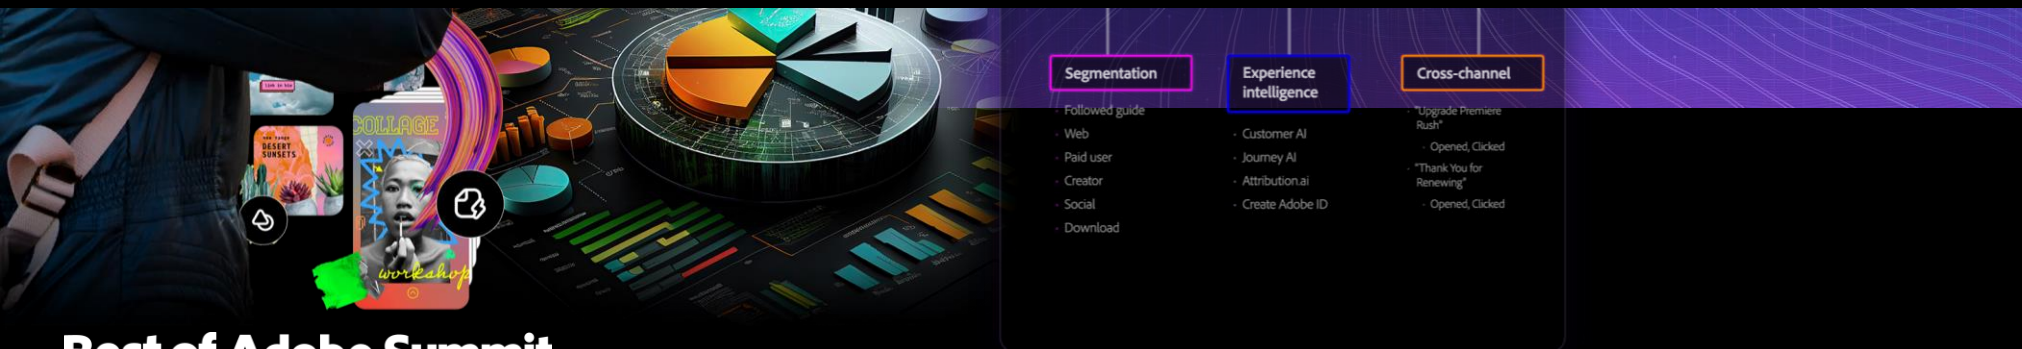 link in bio
COLLAGE
DESERT
SUNSETS
workshop
Segmentation
Followed guide
Web
Paid user
Creator
Social
Download
Experience
intelligence
Customer AI
Journey AI
Attribution.ai
Create Adobe ID
Cross-channel
"Upgrade Premiere
Rush"
Opened, Clicked
"Thank You for
Renewing"
Opened, Clicked
Best of Adobe Summit